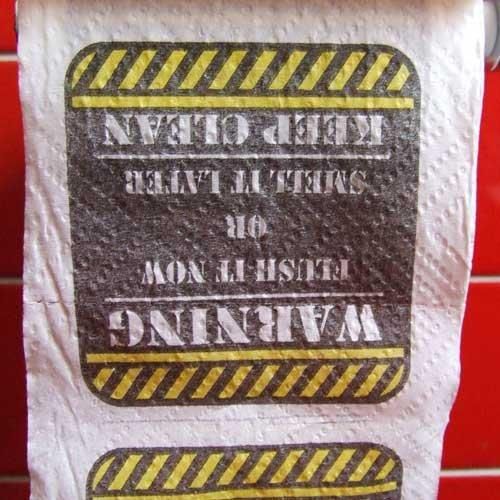 WARNING
FLUSH IT NOW
OR
SMELL IT LATER
KEEP CLEAN